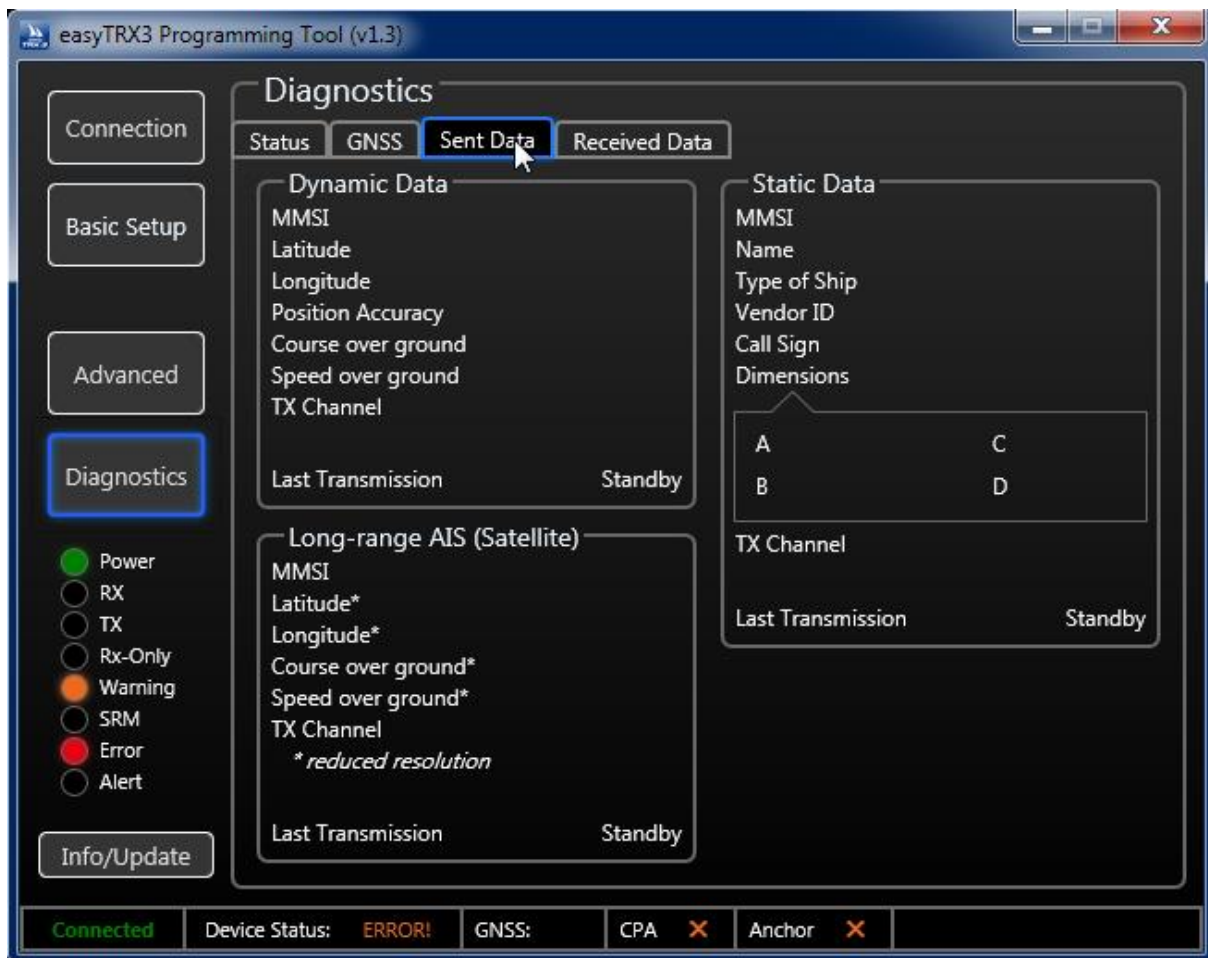 easyTRX3 Programming Tool (v1.3)
Connection
Basic Setup
Advanced
Diagnostics
Power
RX
TX
Rx-Only
Warning
SRM
Error
Alert
Info/Update
Diagnostics
Status GNSS Sent Data Received Data
Dynamic Data
MMSI
Latitude
Longitude
Position Accuracy
Course over ground
Speed over ground
TX Channel
Last Transmission Standby
Long-range AIS (Satellite)
MMSI
Latitude*
Longitude*
Course over ground*
Speed over ground*
TX Channel
* reduced resolution
Last Transmission Standby
Static Data
MMSI
Name
Type of Ship
Vendor ID
Call Sign
Dimensions
A C
B D
TX Channel
Last Transmission Standby
Connected Device Status: ERROR! GNSS: CPA Anchor